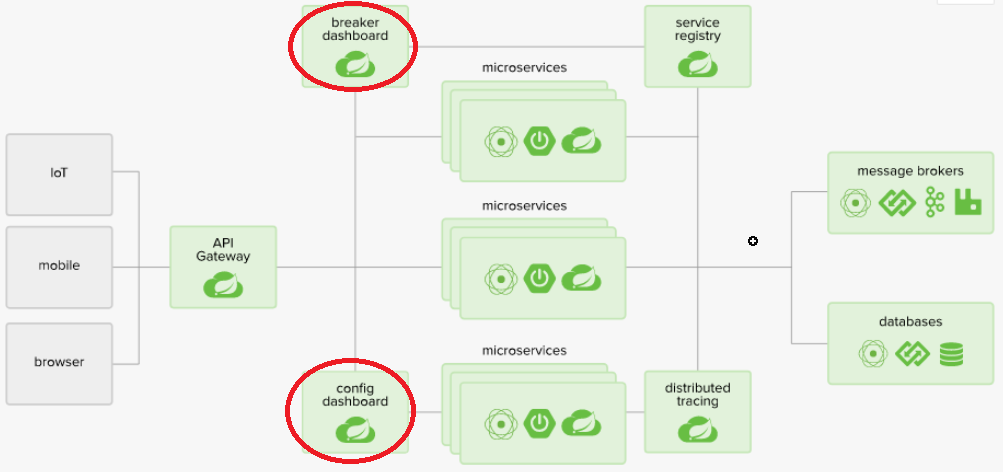 breaker
dashboard
service
registry
microservices
IoT
message brokers
microservices
API
Gateway
mobile
databases
microservices
browser
config
dashboard
distributed
tracing